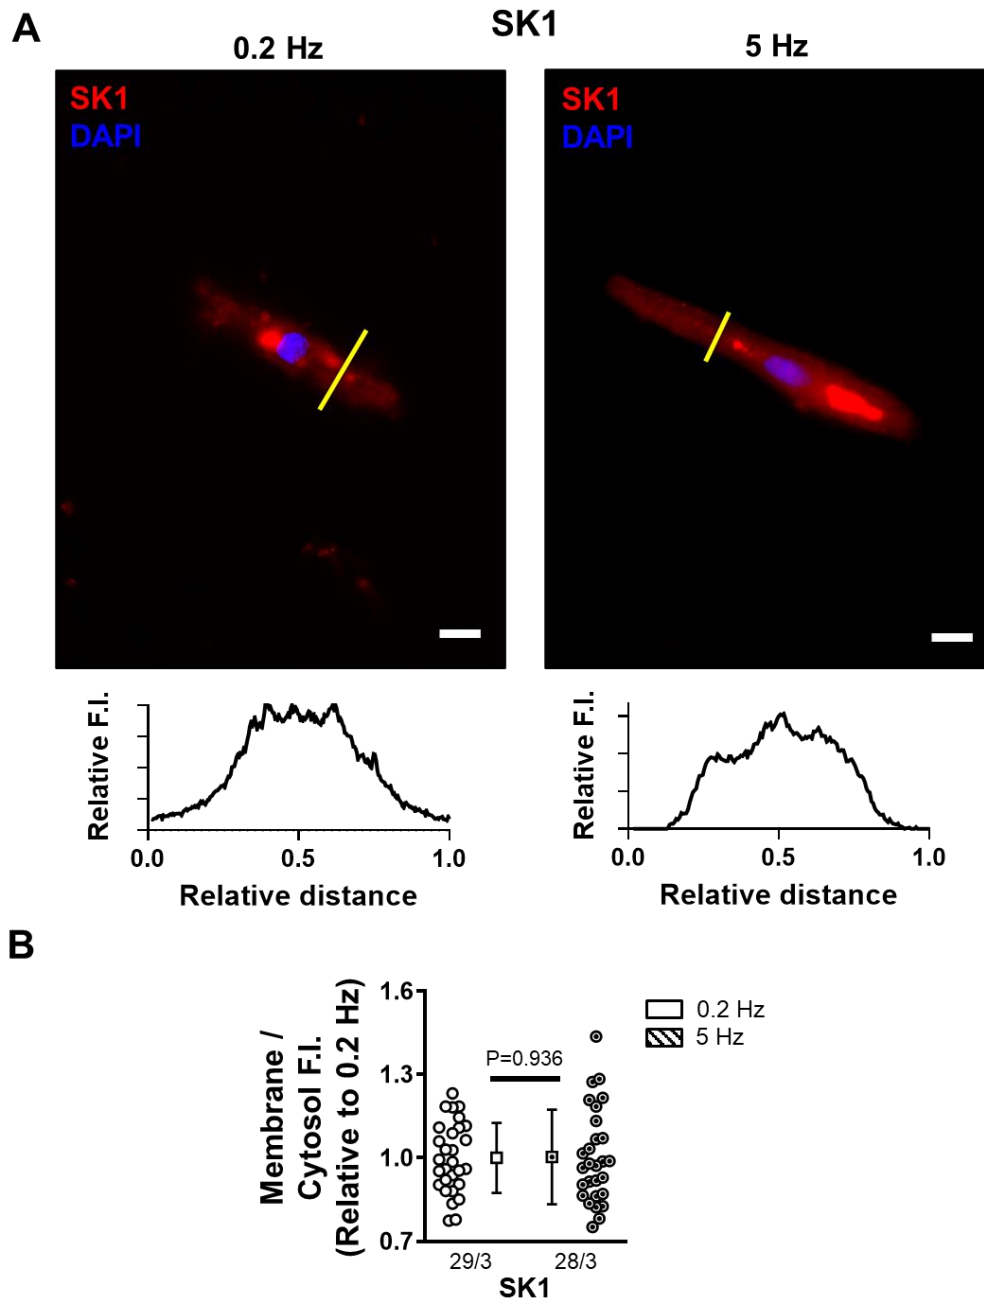 A
SK1
0.2 Hz
5 Hz
SK1
DAPI
SK1
DAPI
Relative F.I.
0.0
0.5
1.0
Relative distance
Relative F.I.
0.0
0.5
1.0
Relative distance
B
Membrane /
Cytosol F.I.
(Relative to 0.2 Hz)
1.6
1.3
1.0
0.7
P=0.936
0.2 Hz
5 Hz
29/3
28/3
SK1